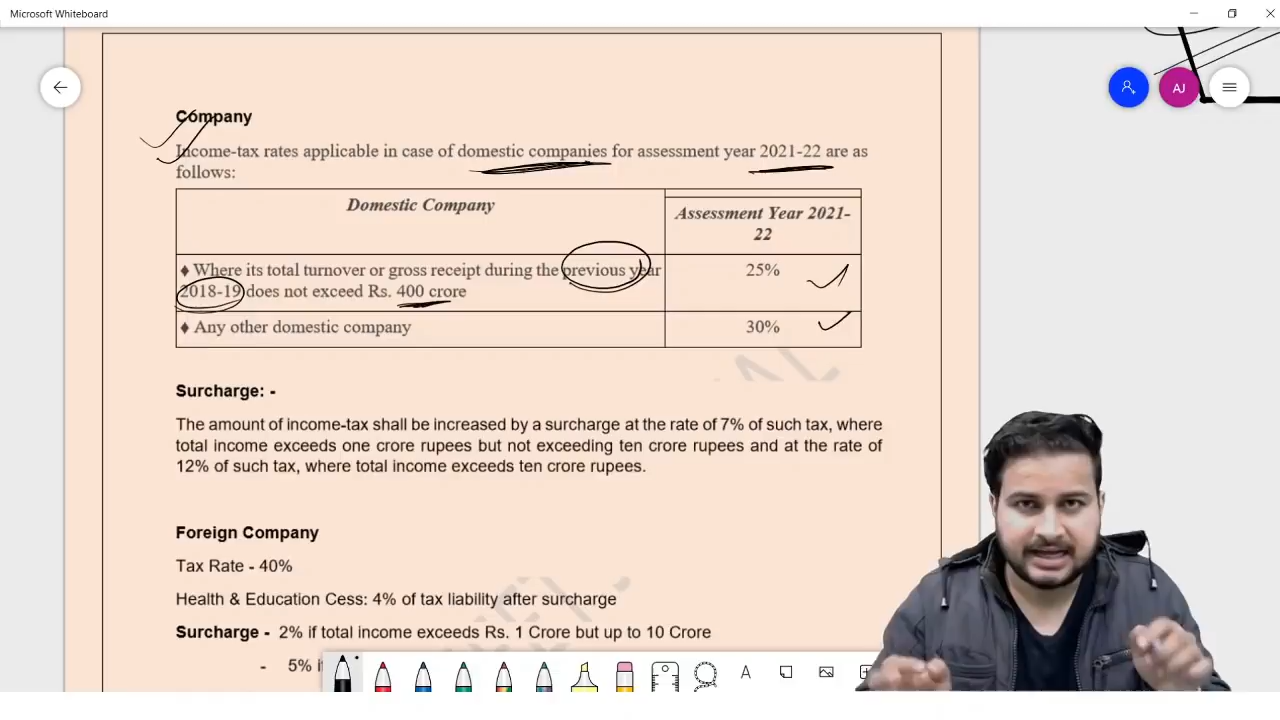 Microsoft Whiteboard
AJ
Company
Income-tax rates applicable in case of domestic companies for assessment year 2021-22 are as
follows:
Domestic Company
Assessment Year 2021-
22
♦ Where its total turnover or gross receipt during the previous year
2018-19 does not exceed Rs. 400 crore
25%
♦ Any other domestic company
30%
Surcharge: -
The amount of income-tax shall be increased by a surcharge at the rate of 7% of such tax, where
total income exceeds one crore rupees but not exceeding ten crore rupees and at the rate of
12% of such tax, where total income exceeds ten crore rupees.
Foreign Company
Tax Rate - 40%
Health & Education Cess: 4% of tax liability after surcharge
Surcharge - 2% if total income exceeds Rs. 1 Crore but up to 10 Crore
- 5%
A